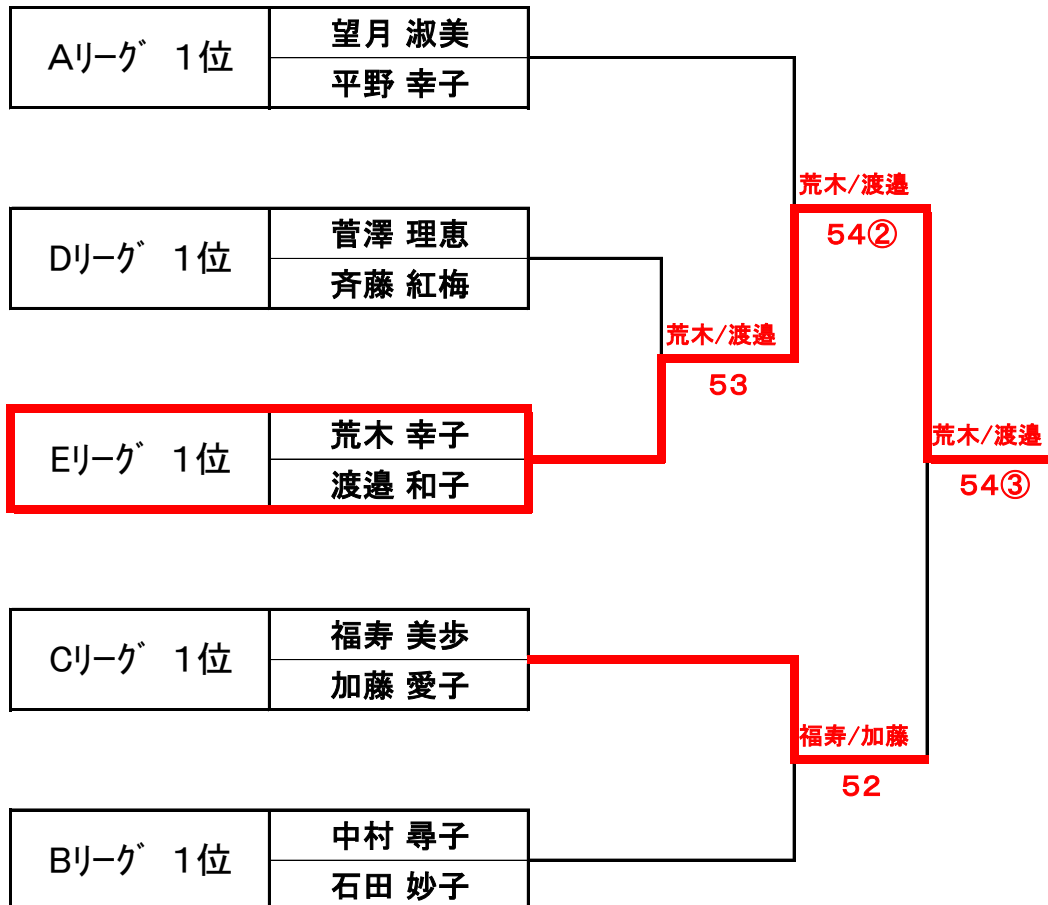 Aﾘｰｸﾞ 1位
望月 淑美
平野 幸子
荒木/渡邉
54②
Dﾘｰｸﾞ 1位
菅澤 理恵
斉藤 紅梅
荒木/渡邉
53
Eﾘｰｸﾞ 1位
荒木 幸子
渡邉 和子
荒木/渡邉
54③
Cﾘｰｸﾞ 1位
福寿 美歩
加藤 愛子
福寿/加藤
52
Bﾘｰｸﾞ 1位
中村 尋子
石田 妙子